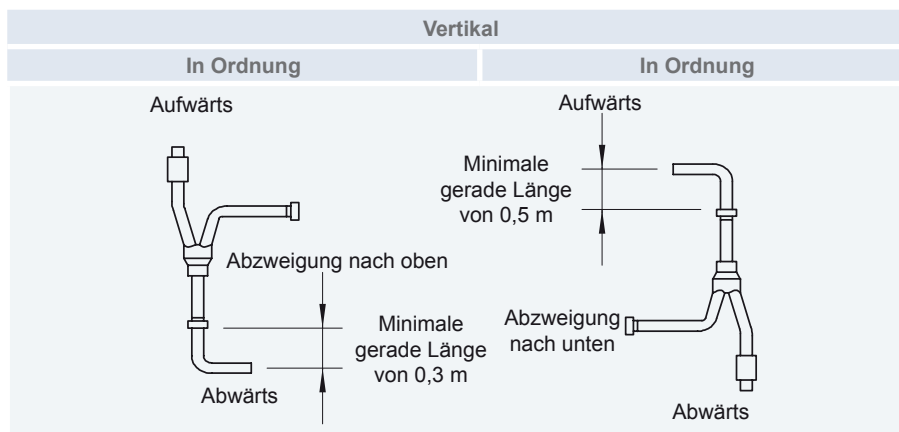 Vertikal
In Ordnung
In Ordnung
Aufwärts
Abzweigung nach oben
Minimale
gerade Länge
von 0,3 m
Abwärts
Aufwärts
Minimale
gerade Länge
von 0,5 m
Abzweigung
nach unten
Abwärts